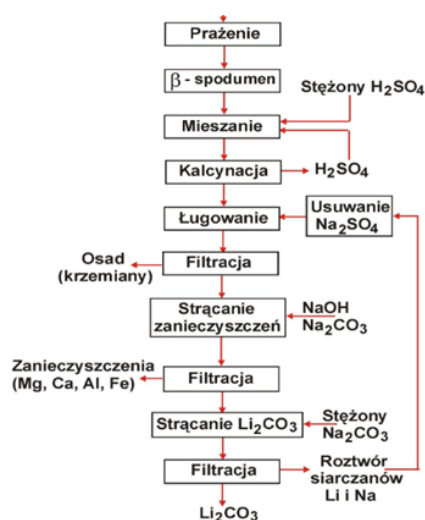 Prażenie
β - spodumen
Stężony H₂SO₄
Mieszanie
Kalcynacja
H₂SO₄
Ługowanie
Usuwanie
Na₂SO₄
Osad
(krzemiany)
Filtracja
Strącanie
zanieczyszczeń
NaOH
Na₂CO₃
Zanieczyszczenia
(Mg, Ca, Al, Fe)
Filtracja
Strącanie Li₂CO₃
Stężony
Na₂CO₃
Filtracja
Roztwór
siarczanów
Li i Na
Li₂CO₃